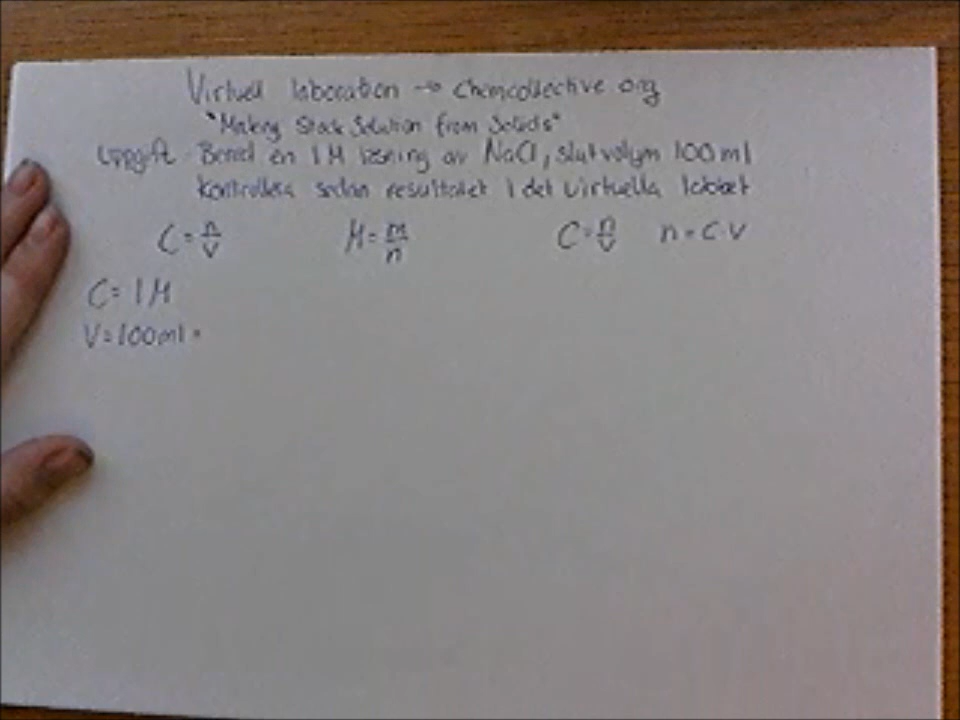 Virtuell laboration → Chemcollective org
"Making Stock Solution from Solids"
Uppgift Bered en 1 M lösning av NaCl, slutvolym 100 ml
kontrollera sedan resultatet i det virtuella labbet
C = n/V M = m/n C = n/V n = C·V
C = 1 M
V = 100 ml =